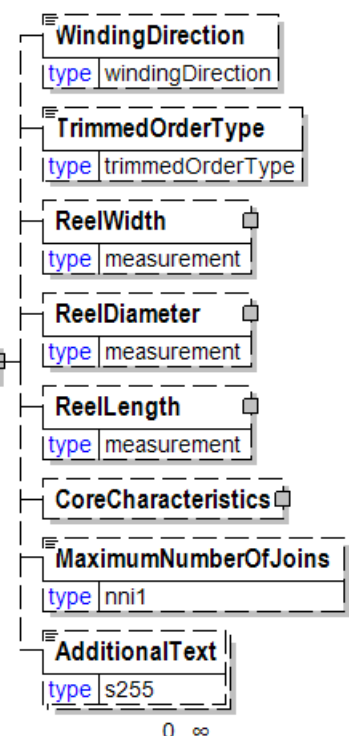 WindingDirection
type windingDirection
TrimmedOrderType
type trimmedOrderType
ReelWidth
type measurement
ReelDiameter
type measurement
ReelLength
type measurement
CoreCharacteristics
MaximumNumberOfJoins
type nni1
AdditionalText
type s255
0 ∞